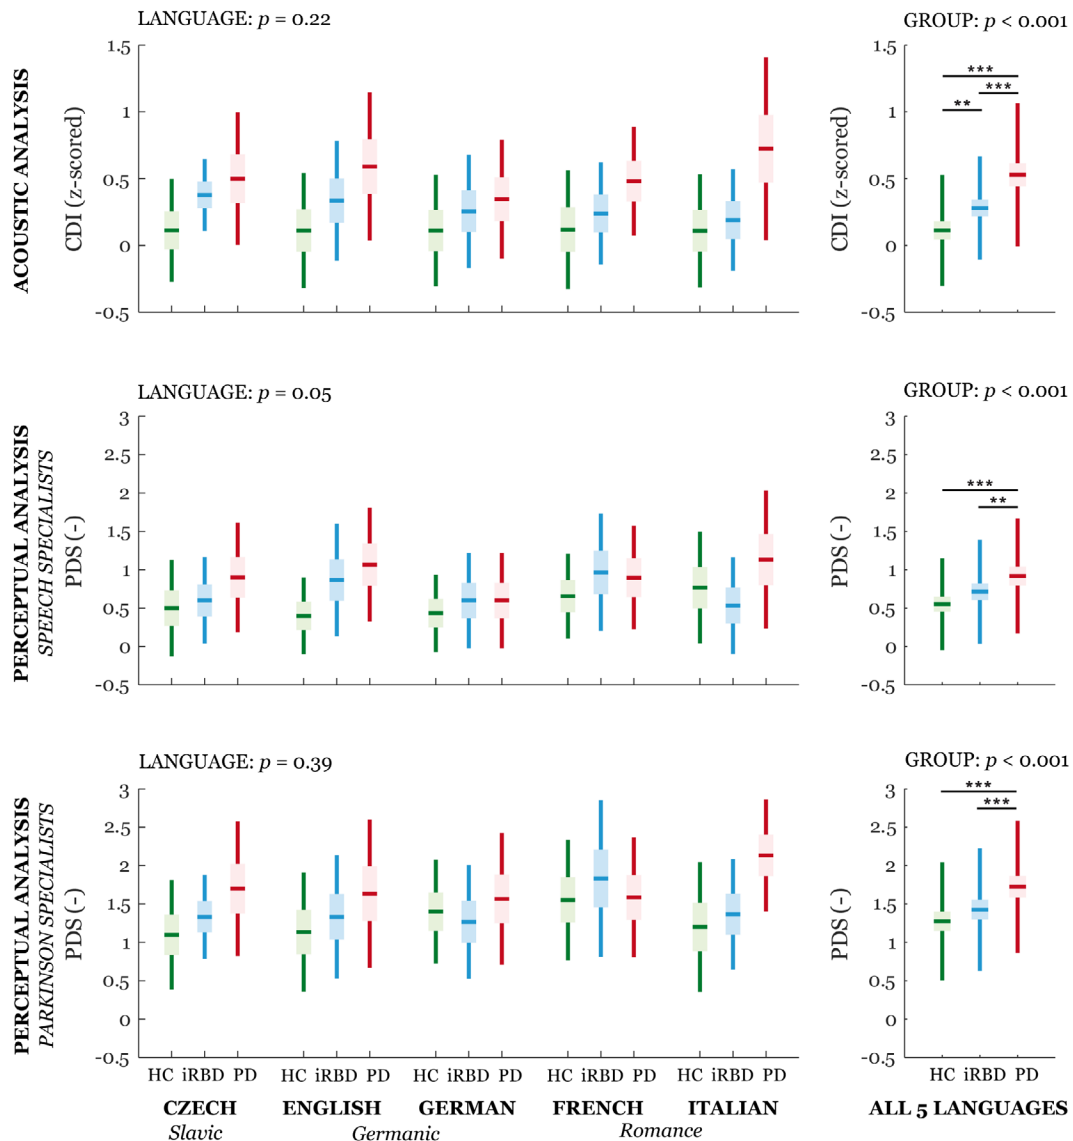 LANGUAGE: p = 0.22
GROUP: p < 0.001
ACOUSTIC ANALYSIS
CDI (z-scored)
1.5
1
0.5
0
-0.5
CDI (z-scored)
1.5
1
0.5
0
-0.5
***
***
**
LANGUAGE: p = 0.05
GROUP: p < 0.001
PERCEPTUAL ANALYSIS
SPEECH SPECIALISTS
PDS (-)
3
2.5
2
1.5
1
0.5
0
-0.5
PDS (-)
3
2.5
2
1.5
1
0.5
0
-0.5
***
**
LANGUAGE: p = 0.39
GROUP: p < 0.001
PERCEPTUAL ANALYSIS
PARKINSON SPECIALISTS
PDS (-)
3
2.5
2
1.5
1
0.5
0
-0.5
PDS (-)
3
2.5
2
1.5
1
0.5
0
-0.5
***
***
HC iRBD PD HC iRBD PD HC iRBD PD HC iRBD PD HC iRBD PD HC iRBD PD
CZECH ENGLISH GERMAN FRENCH ITALIAN ALL 5 LANGUAGES
Slavic Germanic Romance